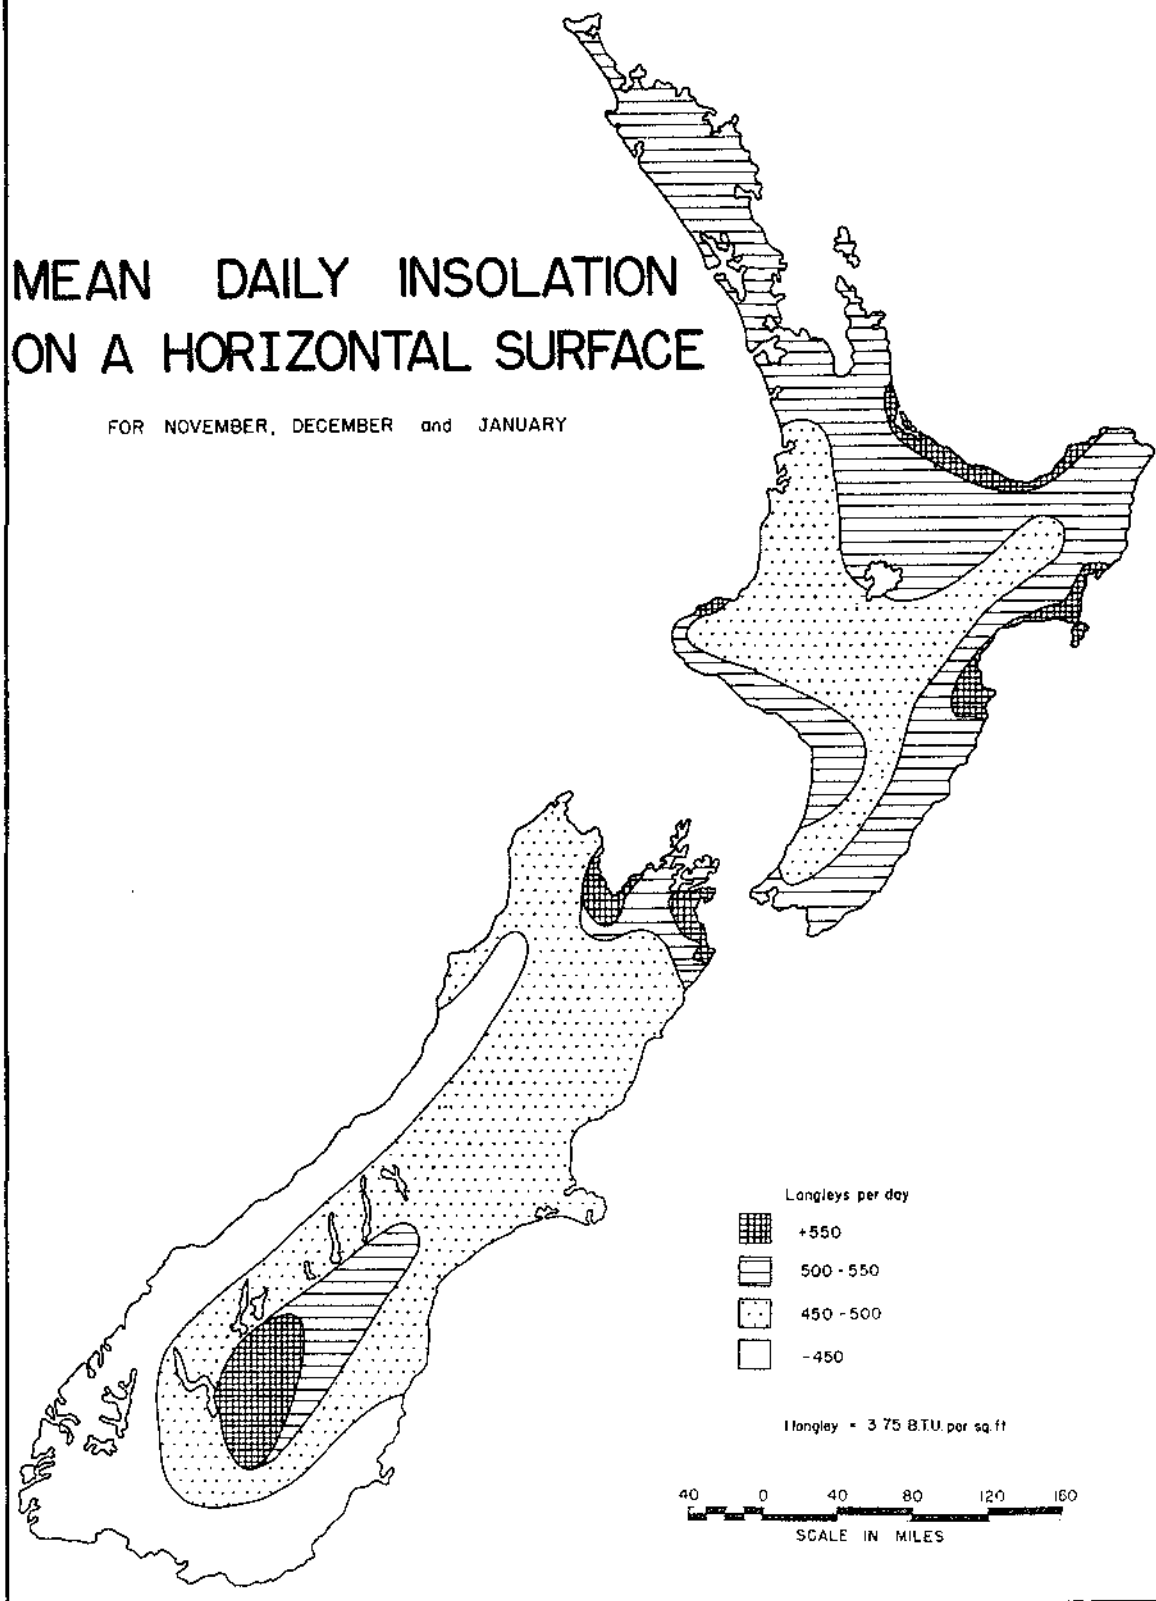 MEAN DAILY INSOLATION
ON A HORIZONTAL SURFACE
FOR NOVEMBER, DECEMBER and JANUARY
Langleys per day
+550
500-550
450-500
-450
1 langley = 3 75 B.T.U. per sq.ft
40 0 40 80 120 160
SCALE IN MILES